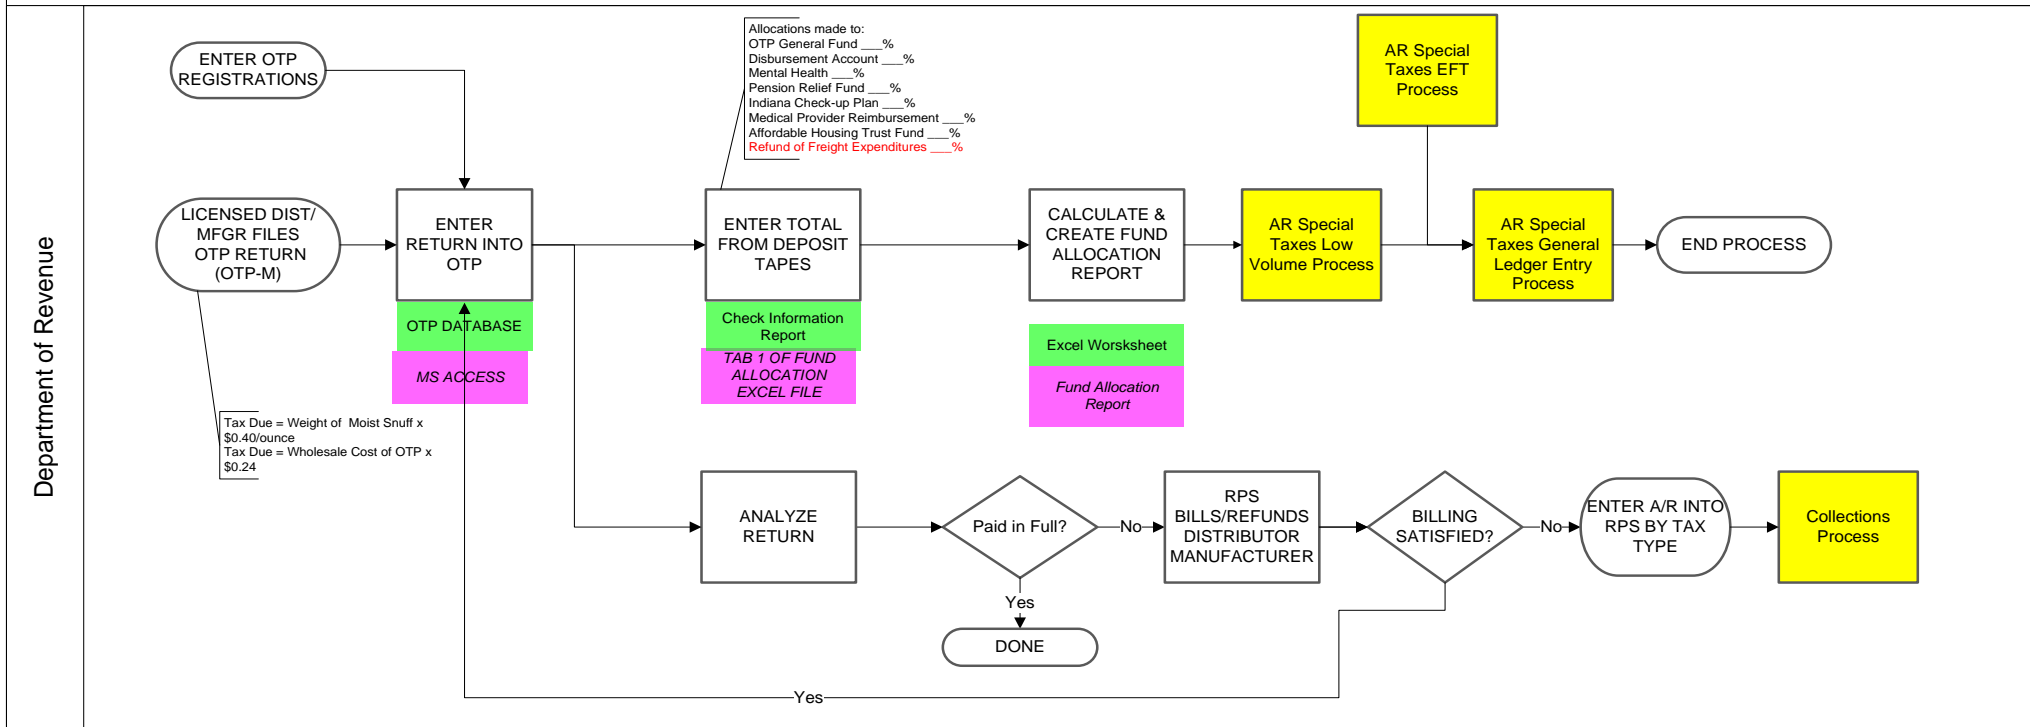 Department of Revenue
ENTER OTP
REGISTRATIONS
Allocations made to:
OTP General Fund ___%
Disbursement Account ___%
Mental Health ___%
Pension Relief Fund ___%
Indiana Check-up Plan ___%
Medical Provider Reimbursement ___%
Affordable Housing Trust Fund ___%
Refund of Freight Expenditures ___%
AR Special
Taxes EFT
Process
LICENSED DIST/
MFGR FILES
OTP RETURN
(OTP-M)
ENTER
RETURN INTO
OTP
OTP DATABASE
MS ACCESS
ENTER TOTAL
FROM DEPOSIT
TAPES
Check Information
Report
TAB 1 OF FUND
ALLOCATION
EXCEL FILE
CALCULATE &
CREATE FUND
ALLOCATION
REPORT
Excel Worsksheet
Fund Allocation
Report
AR Special
Taxes Low
Volume Process
AR Special
Taxes General
Ledger Entry
Process
END PROCESS
Tax Due = Weight of  Moist Snuff x
$0.40/ounce
Tax Due = Wholesale Cost of OTP x
$0.24
ANALYZE
RETURN
Paid in Full?
No
Yes
DONE
RPS
BILLS/REFUNDS
DISTRIBUTOR
MANUFACTURER
BILLING
SATISFIED?
No
ENTER A/R INTO
RPS BY TAX
TYPE
Collections
Process
Yes